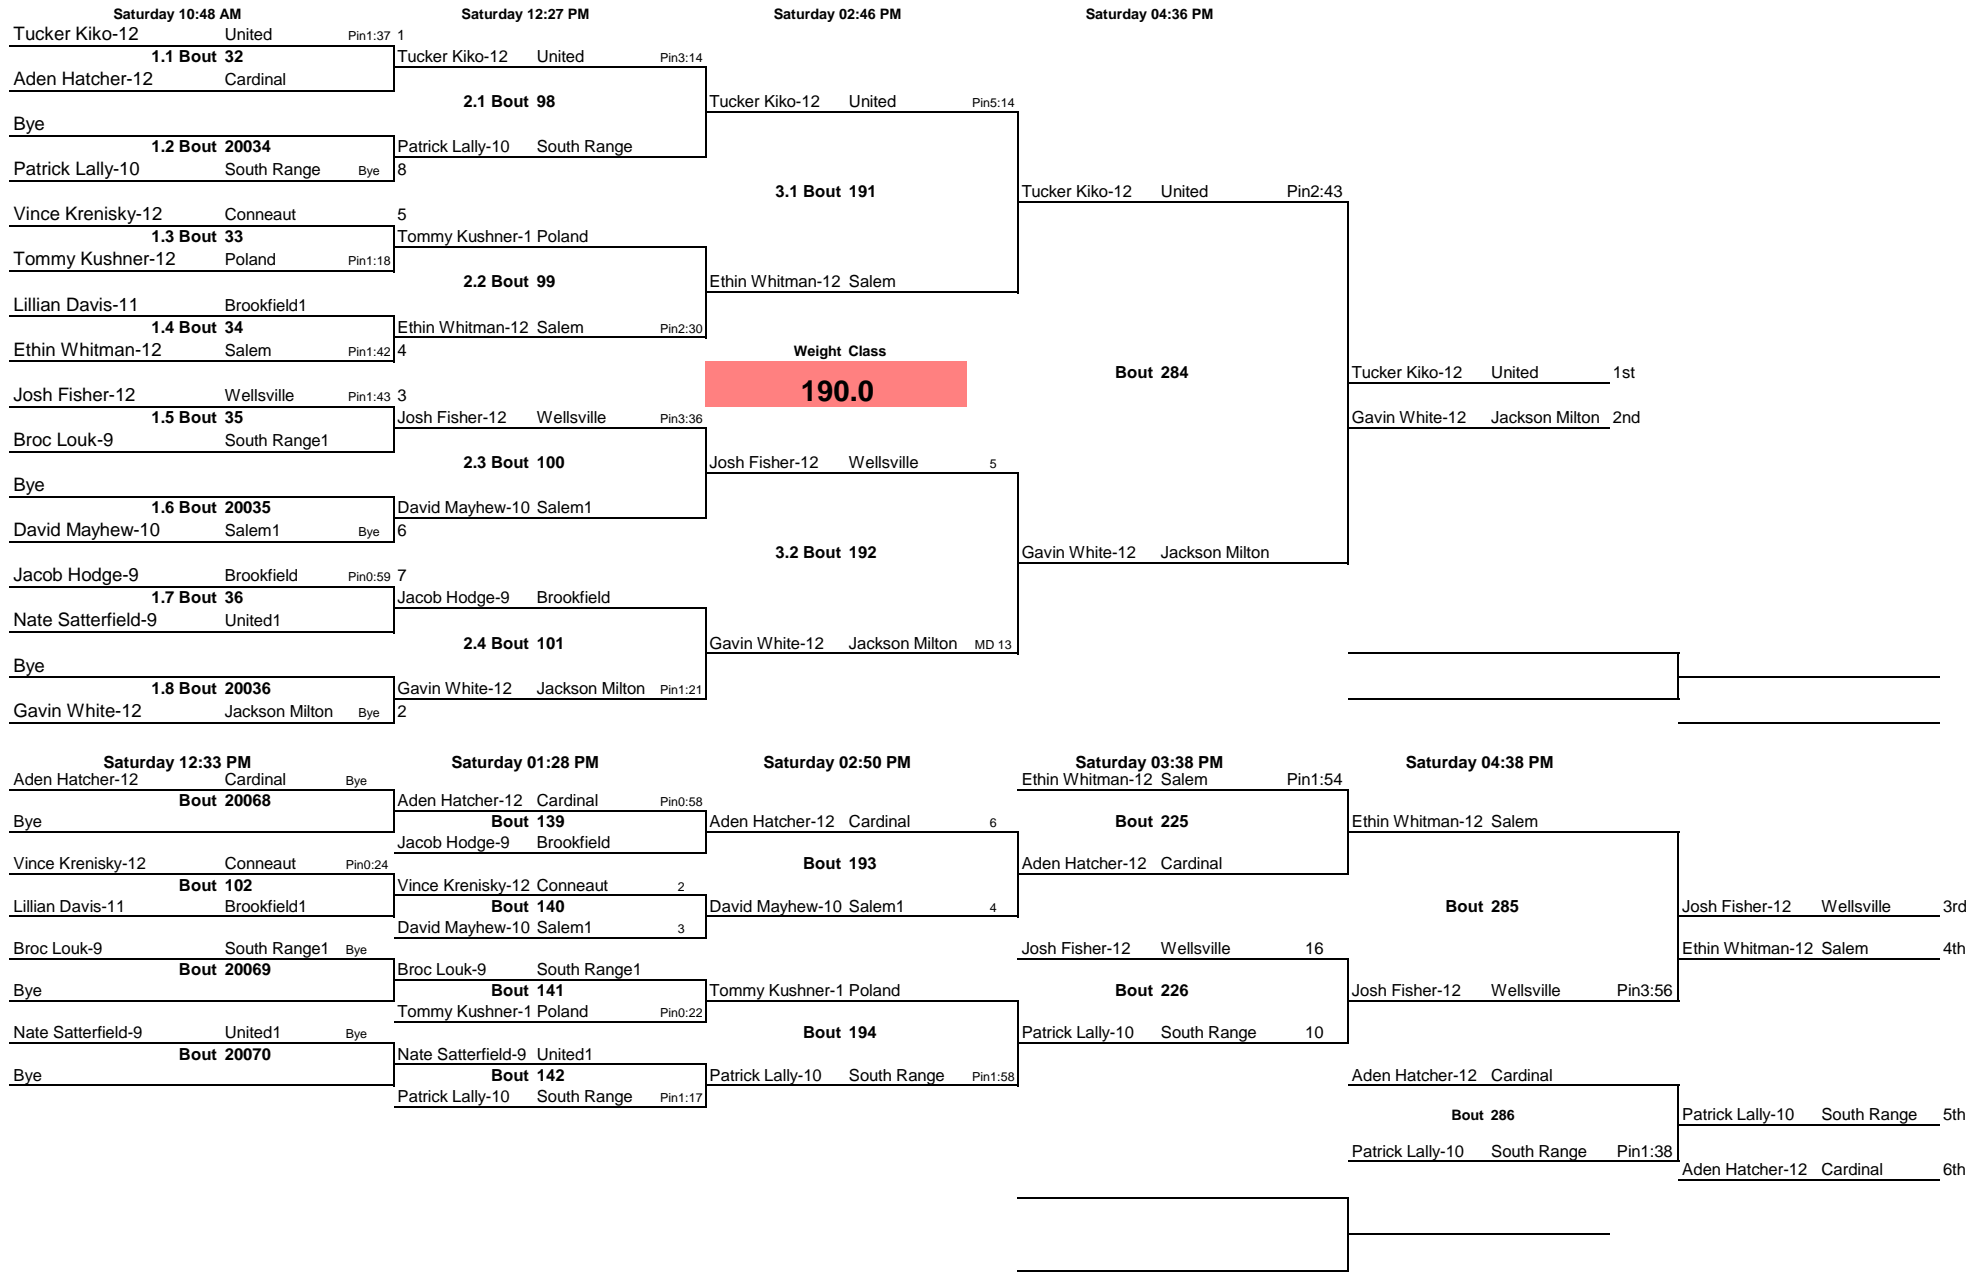 Saturday 10:48 AM Saturday 12:27 PM Saturday 02:46 PM Saturday 04:36 PM
Tucker Kiko-12 United Pin1:37 1
1.1 Bout 32 Tucker Kiko-12 United Pin3:14
Aden Hatcher-12 Cardinal
2.1 Bout 98 Tucker Kiko-12 United Pin5:14
Bye
1.2 Bout 20034 Patrick Lally-10 South Range
Patrick Lally-10 South Range Bye 8
3.1 Bout 191 Tucker Kiko-12 United Pin2:43
Vince Krenisky-12 Conneaut 5
1.3 Bout 33 Tommy Kushner-1 Poland
Tommy Kushner-12 Poland Pin1:18
2.2 Bout 99 Ethin Whitman-12 Salem
Lillian Davis-11 Brookfield1
1.4 Bout 34 Ethin Whitman-12 Salem Pin2:30
Ethin Whitman-12 Salem Pin1:42 4 Weight Class
Bout 284 Tucker Kiko-12 United 1st
Josh Fisher-12 Wellsville Pin1:43 3 190.0
1.5 Bout 35 Josh Fisher-12 Wellsville Pin3:36 Gavin White-12 Jackson Milton 2nd
Broc Louk-9 South Range1
2.3 Bout 100 Josh Fisher-12 Wellsville 5
Bye
1.6 Bout 20035 David Mayhew-10 Salem1
David Mayhew-10 Salem1 Bye 6
3.2 Bout 192 Gavin White-12 Jackson Milton
Jacob Hodge-9 Brookfield Pin0:59 7
1.7 Bout 36 Jacob Hodge-9 Brookfield
Nate Satterfield-9 United1
2.4 Bout 101 Gavin White-12 Jackson Milton MD 13
Bye
1.8 Bout 20036 Gavin White-12 Jackson Milton Pin1:21
Gavin White-12 Jackson Milton Bye 2
Saturday 12:33 PM Saturday 01:28 PM Saturday 02:50 PM Saturday 03:38 PM Saturday 04:38 PM
Aden Hatcher-12 Cardinal Bye Ethin Whitman-12 Salem Pin1:54
Bout 20068 Aden Hatcher-12 Cardinal Pin0:58
Bye Bout 139 Aden Hatcher-12 Cardinal 6 Bout 225 Ethin Whitman-12 Salem
Jacob Hodge-9 Brookfield
Vince Krenisky-12 Conneaut Pin0:24 Bout 193 Aden Hatcher-12 Cardinal
Bout 102 Vince Krenisky-12 Conneaut 2
Lillian Davis-11 Brookfield1 Bout 140 David Mayhew-10 Salem1 4 Bout 285 Josh Fisher-12 Wellsville 3rd
David Mayhew-10 Salem1 3
Broc Louk-9 South Range1 Bye Josh Fisher-12 Wellsville 16 Ethin Whitman-12 Salem 4th
Bout 20069 Broc Louk-9 South Range1
Bye Bout 141 Tommy Kushner-1 Poland Bout 226 Josh Fisher-12 Wellsville Pin3:56
Tommy Kushner-1 Poland Pin0:22
Nate Satterfield-9 United1 Bye Bout 194 Patrick Lally-10 South Range 10
Bout 20070 Nate Satterfield-9 United1
Bye Bout 142 Patrick Lally-10 South Range Pin1:58 Aden Hatcher-12 Cardinal
Patrick Lally-10 South Range Pin1:17
Bout 286 Patrick Lally-10 South Range 5th
Patrick Lally-10 South Range Pin1:38
Aden Hatcher-12 Cardinal 6th